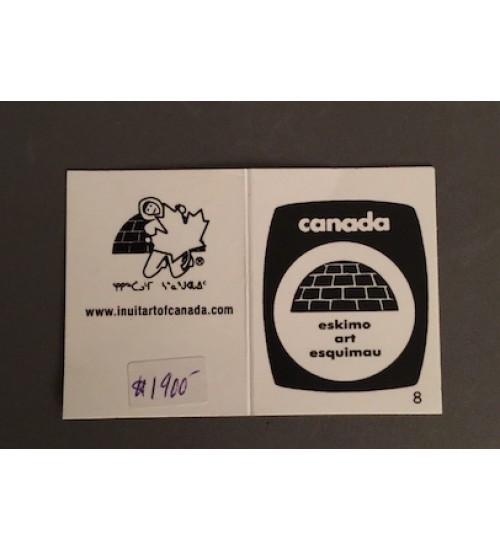 ®
www.inuitartofcanada.com
$1900-
canada
eskimo
art
esquimau
8